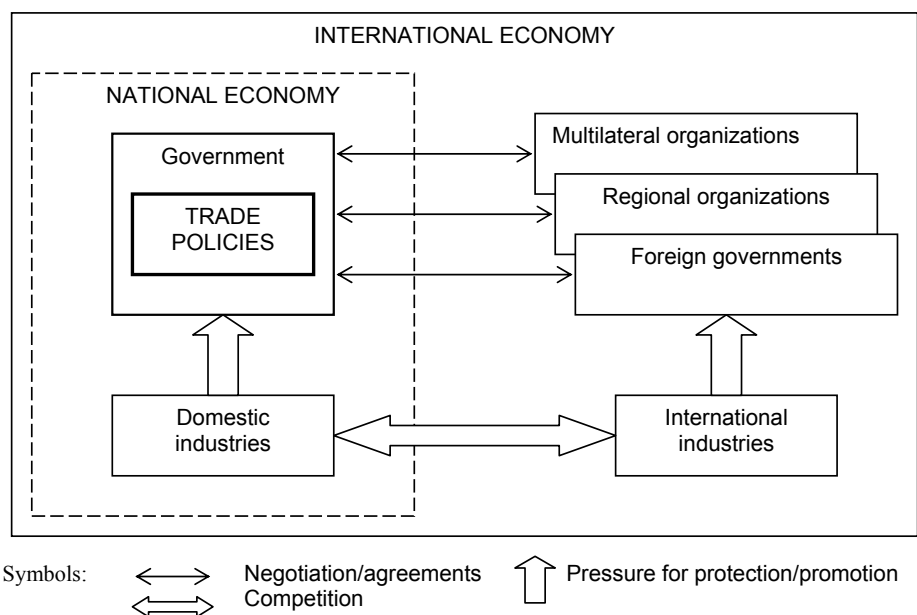 INTERNATIONAL ECONOMY
NATIONAL ECONOMY
Government
TRADE
POLICIES
Multilateral organizations
Regional organizations
Foreign governments
Domestic
industries
International
industries
Symbols:
Negotiation/agreements
Competition
Pressure for protection/promotion